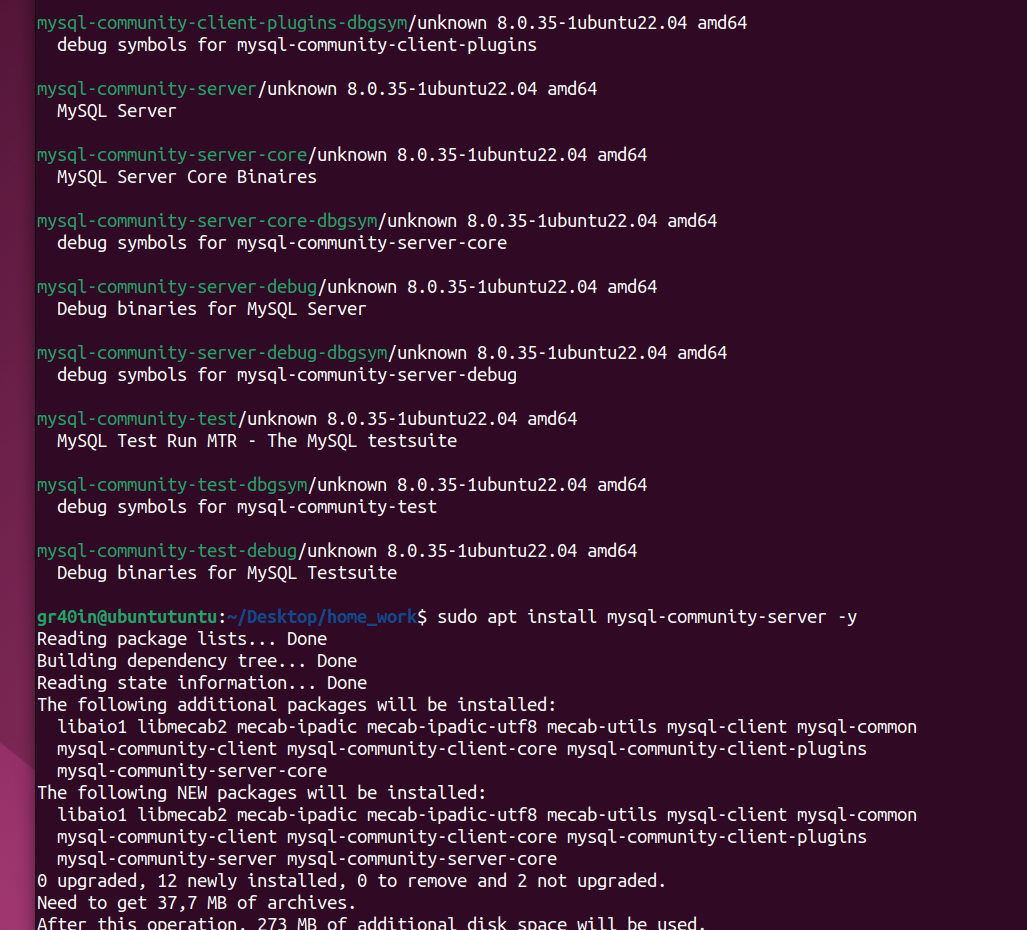 mysql-community-client-plugins-dbgsym/unknown 8.0.35-1ubuntu22.04 amd64
  debug symbols for mysql-community-client-plugins

mysql-community-server/unknown 8.0.35-1ubuntu22.04 amd64
  MySQL Server

mysql-community-server-core/unknown 8.0.35-1ubuntu22.04 amd64
  MySQL Server Core Binaires

mysql-community-server-core-dbgsym/unknown 8.0.35-1ubuntu22.04 amd64
  debug symbols for mysql-community-server-core

mysql-community-server-debug/unknown 8.0.35-1ubuntu22.04 amd64
  Debug binaries for MySQL Server

mysql-community-server-debug-dbgsym/unknown 8.0.35-1ubuntu22.04 amd64
  debug symbols for mysql-community-server-debug

mysql-community-test/unknown 8.0.35-1ubuntu22.04 amd64
  MySQL Test Run MTR - The MySQL testsuite

mysql-community-test-dbgsym/unknown 8.0.35-1ubuntu22.04 amd64
  debug symbols for mysql-community-test

mysql-community-test-debug/unknown 8.0.35-1ubuntu22.04 amd64
  Debug binaries for MySQL Testsuite

gr40in@ubuntutuntu:~/Desktop/home_work$ sudo apt install mysql-community-server -y
Reading package lists... Done
Building dependency tree... Done
Reading state information... Done
The following additional packages will be installed:
  libaio1 libmecab2 mecab-ipadic mecab-ipadic-utf8 mecab-utils mysql-client mysql-common
  mysql-community-client mysql-community-client-core mysql-community-client-plugins
  mysql-community-server-core
The following NEW packages will be installed:
  libaio1 libmecab2 mecab-ipadic mecab-ipadic-utf8 mecab-utils mysql-client mysql-common
  mysql-community-client mysql-community-client-core mysql-community-client-plugins
  mysql-community-server mysql-community-server-core
0 upgraded, 12 newly installed, 0 to remove and 2 not upgraded.
Need to get 37,7 MB of archives.
After this operation, 273 MB of additional disk space will be used.